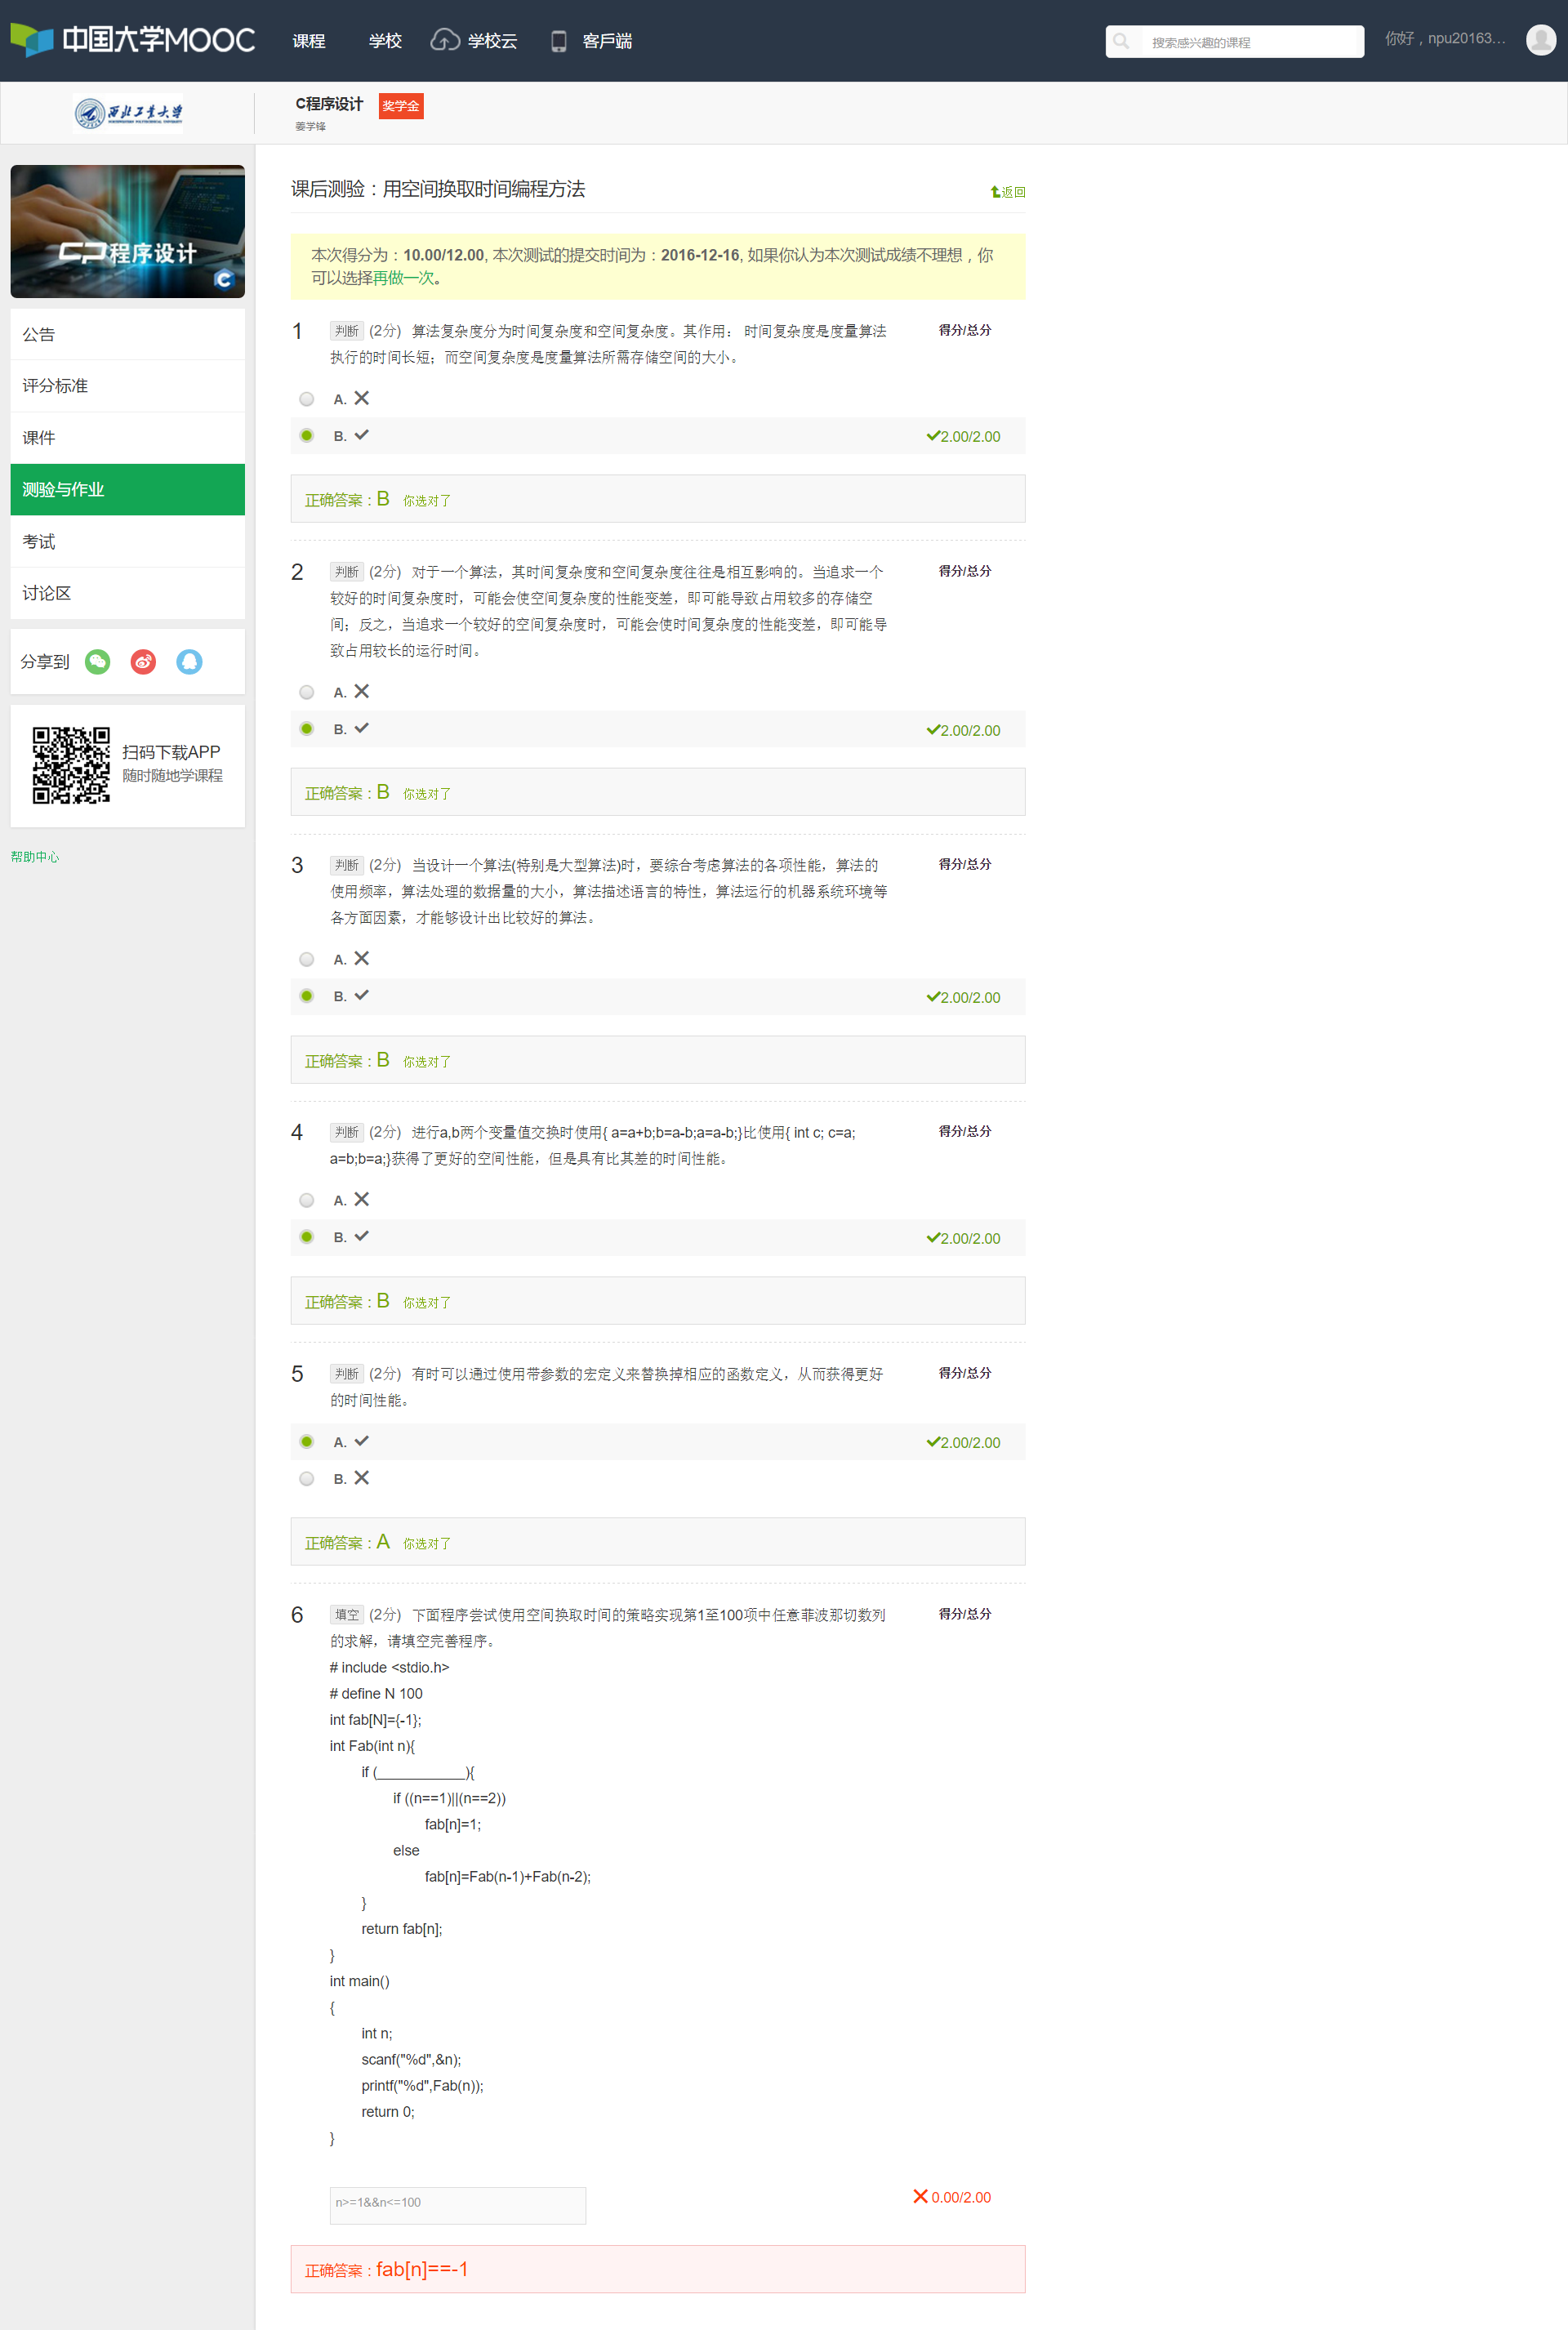 中国大学MOOC
课程
学校
学校云
客戶端
搜索感兴趣的课程
你好，npu20163...
西北工业大学
C程序设计
奖学金
姜学锋
程序设计
C
公告
评分标准
课件
测验与作业
考试
讨论区
分享到
扫码下载APP
随时随地学课程
帮助中心
课后测验：用空间换取时间编程方法
返回
本次得分为：10.00/12.00, 本次测试的提交时间为：2016-12-16, 如果你认为本次测试成绩不理想，你
可以选择再做一次。
1 判断 (2分) 算法复杂度分为时间复杂度和空间复杂度。其作用： 时间复杂度是度量算法 得分/总分
执行的时间长短；而空间复杂度是度量算法所需存储空间的大小。
A.
B. 2.00/2.00
正确答案：B 你选对了
2 判断 (2分) 对于一个算法，其时间复杂度和空间复杂度往往是相互影响的。当追求一个 得分/总分
较好的时间复杂度时，可能会使空间复杂度的性能变差，即可能导致占用较多的存储空
间；反之，当追求一个较好的空间复杂度时，可能会使时间复杂度的性能变差，即可能导
致占用较长的运行时间。
A.
B. 2.00/2.00
正确答案：B 你选对了
3 判断 (2分) 当设计一个算法(特别是大型算法)时，要综合考虑算法的各项性能，算法的 得分/总分
使用频率，算法处理的数据量的大小，算法描述语言的特性，算法运行的机器系统环境等
各方面因素，才能够设计出比较好的算法。
A.
B. 2.00/2.00
正确答案：B 你选对了
4 判断 (2分) 进行a,b两个变量值交换时使用{ a=a+b;b=a-b;a=a-b;}比使用{ int c; c=a; 得分/总分
a=b;b=a;}获得了更好的空间性能，但是具有比其差的时间性能。
A.
B. 2.00/2.00
正确答案：B 你选对了
5 判断 (2分) 有时可以通过使用带参数的宏定义来替换掉相应的函数定义，从而获得更好 得分/总分
的时间性能。
A. 2.00/2.00
B.
正确答案：A 你选对了
6 填空 (2分) 下面程序尝试使用空间换取时间的策略实现第1至100项中任意菲波那切数列 得分/总分
的求解，请填空完善程序。
# include <stdio.h>
# define N 100
int fab[N]={-1};
int Fab(int n){
if (____________){
if ((n==1)||(n==2))
fab[n]=1;
else
fab[n]=Fab(n-1)+Fab(n-2);
}
return fab[n];
}
int main()
{
int n;
scanf("%d",&n);
printf("%d",Fab(n));
return 0;
}
n>=1&&n<=100 0.00/2.00
正确答案：fab[n]==-1